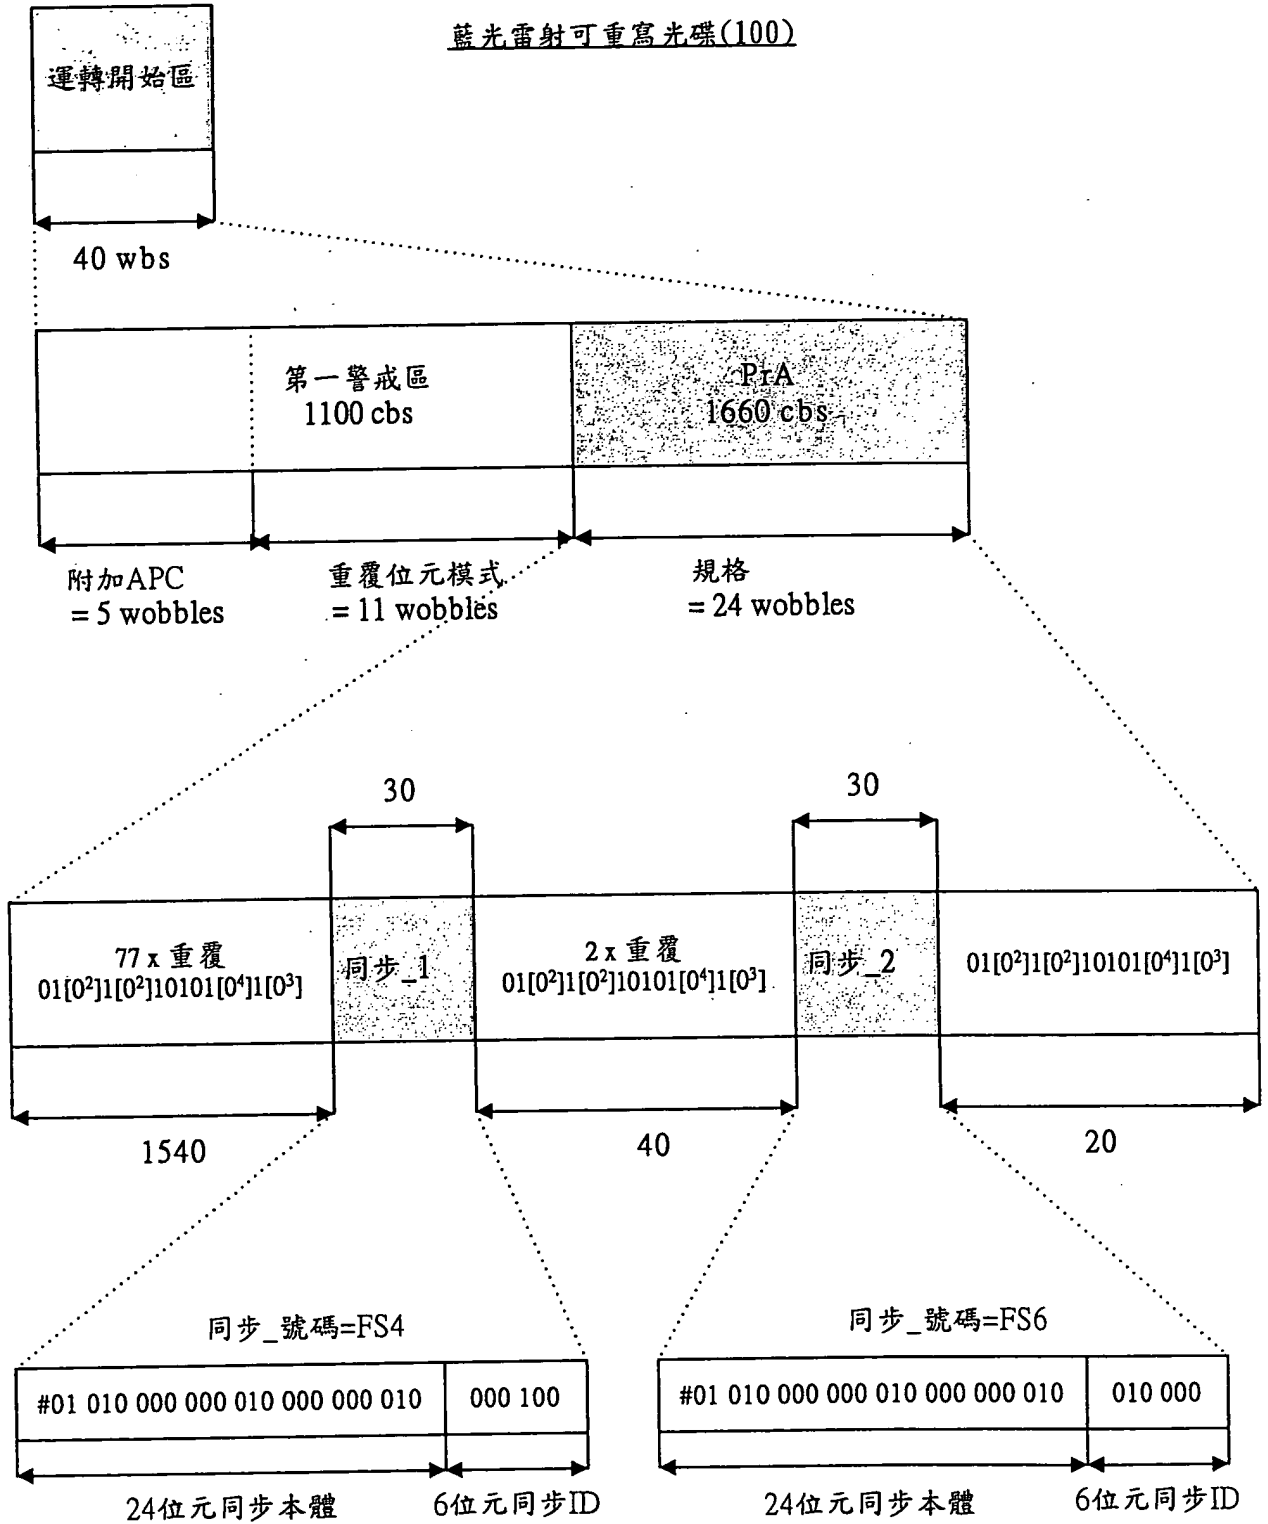 藍光雷射可重寫光碟(100)
運轉開始區
40 wbs
第一警戒區
1100 cbs
PrA
1660 cbs
附加APC
= 5 wobbles
重覆位元模式
= 11 wobbles
規格
= 24 wobbles
30
30
77 x 重覆
01[0²]1[0²]10101[0⁴]1[0³]
同步_1
2 x 重覆
01[0²]1[0²]10101[0⁴]1[0³]
同步_2
01[0²]1[0²]10101[0⁴]1[0³]
1540
40
20
同步_號碼=FS4
同步_號碼=FS6
#01 010 000 000 010 000 000 010
000 100
#01 010 000 000 010 000 000 010
010 000
24位元同步本體
6位元同步ID
24位元同步本體
6位元同步ID